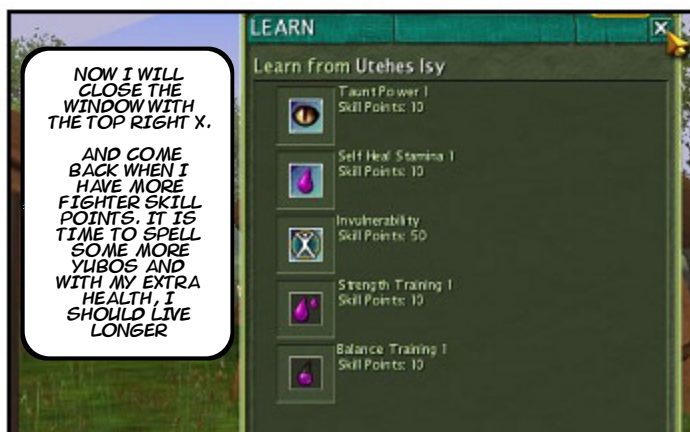 LEARN
X
NOW I WILL
CLOSE THE
WINDOW WITH
THE TOP RIGHT X.
AND COME
BACK WHEN I
HAVE MORE
FIGHTER SKILL
POINTS. IT IS
TIME TO SPELL
SOME MORE
YUBOS AND
WITH MY EXTRA
HEALTH, I
SHOULD LIVE
LONGER
Learn from Utehes Isy
Taunt Power 1
Skill Points: 10
Self Heal Stamina 1
Skill Points: 10
Invulnerability
Skill Points: 50
Strength Training 1
Skill Points: 10
Balance Training 1
Skill Points: 10